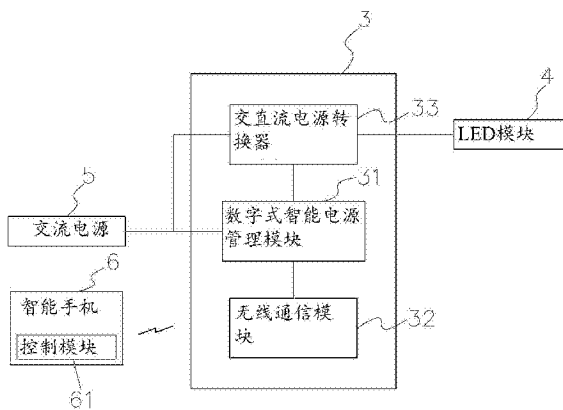 3
4
33
交直流电源转
换器
LED模块
31
5
数字式智能电源
管理模块
交流电源
6
智能手机
控制模块
61
无线通信模
块
32